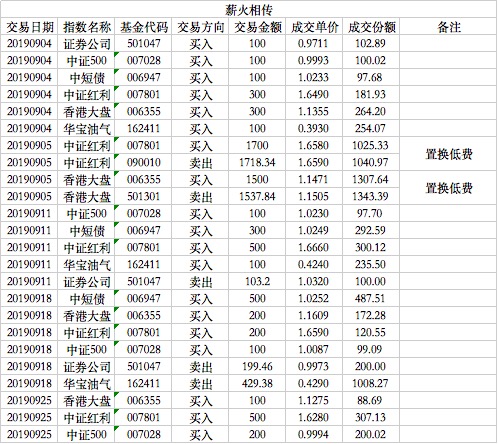 薪火相传
交易日期 指数名称 基金代码 交易方向 交易金额 成交单价 成交份额 备注
20190904 证券公司 501047 买入 100 0.9711 102.89
20190904 中证500 007028 买入 100 0.9993 100.02
20190904 中短债 006947 买入 100 1.0233 97.68
20190904 中证红利 007801 买入 300 1.6490 181.93
20190904 香港大盘 006355 买入 300 1.1355 264.20
20190904 华宝油气 162411 买入 100 0.3930 254.07
20190905 中证红利 007801 买入 1700 1.6580 1025.33 置换低费
20190905 中证红利 090010 卖出 1718.34 1.6590 1040.97
20190905 香港大盘 006355 买入 1500 1.1471 1307.64 置换低费
20190905 香港大盘 501301 卖出 1537.84 1.1505 1343.39
20190911 中证500 007028 买入 100 1.0230 97.70
20190911 中短债 006947 买入 300 1.0249 292.59
20190911 中证红利 007801 买入 500 1.6660 300.12
20190911 华宝油气 162411 买入 100 0.4240 235.50
20190911 证券公司 501047 卖出 103.2 1.0320 100.00
20190918 中短债 006947 买入 500 1.0252 487.51
20190918 香港大盘 006355 买入 200 1.1609 172.28
20190918 中证红利 007801 买入 200 1.6590 120.55
20190918 中证500 007028 买入 100 1.0087 99.09
20190918 证券公司 501047 卖出 199.46 0.9973 200.00
20190918 华宝油气 162411 卖出 429.38 0.4290 1008.27
20190925 香港大盘 006355 买入 100 1.1275 88.69
20190925 中证红利 007801 买入 500 1.6280 307.13
20190925 中证500 007028 买入 200 0.9994 200.02